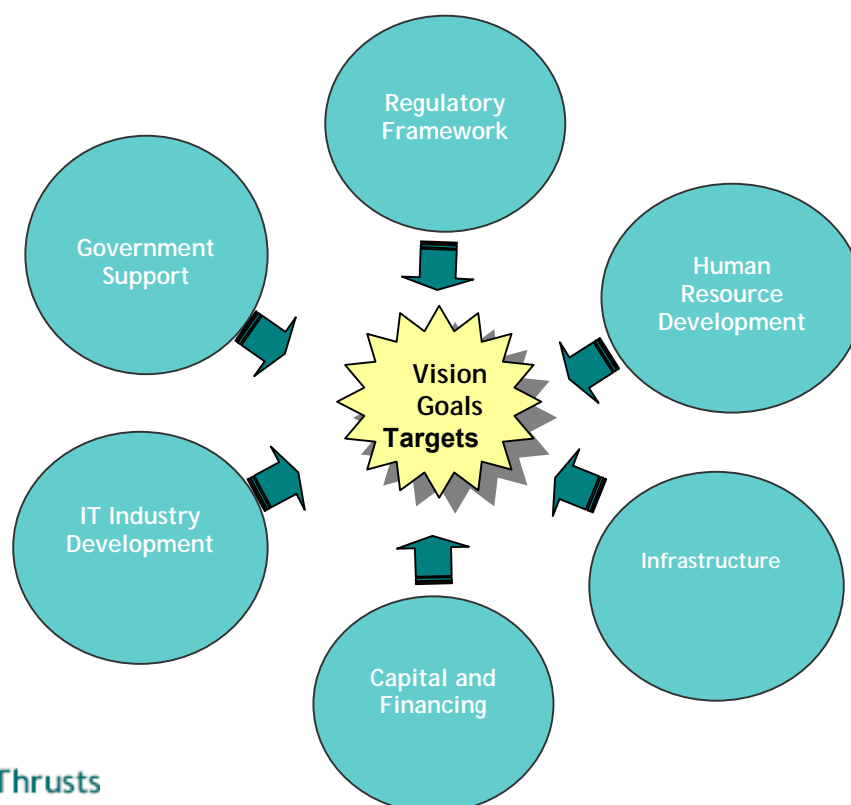 Regulatory
Framework
Government
Support
Human
Resource
Development
Vision
Goals
Targets
IT Industry
Development
Infrastructure
Capital and
Financing
Thrusts